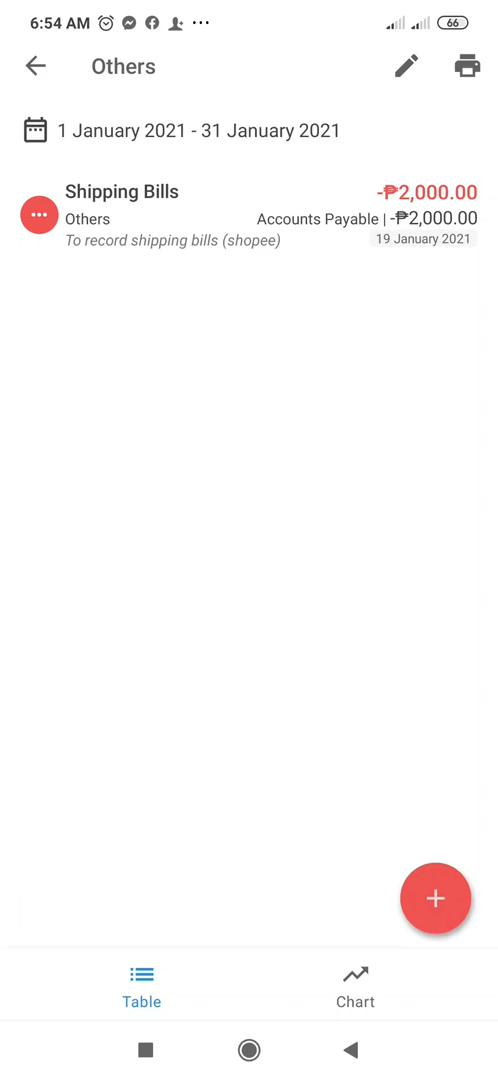 6:54 AM ... 66
Others
1 January 2021 - 31 January 2021
Shipping Bills -₱2,000.00
Others Accounts Payable | -₱2,000.00
To record shipping bills (shopee) 19 January 2021
+
Table Chart